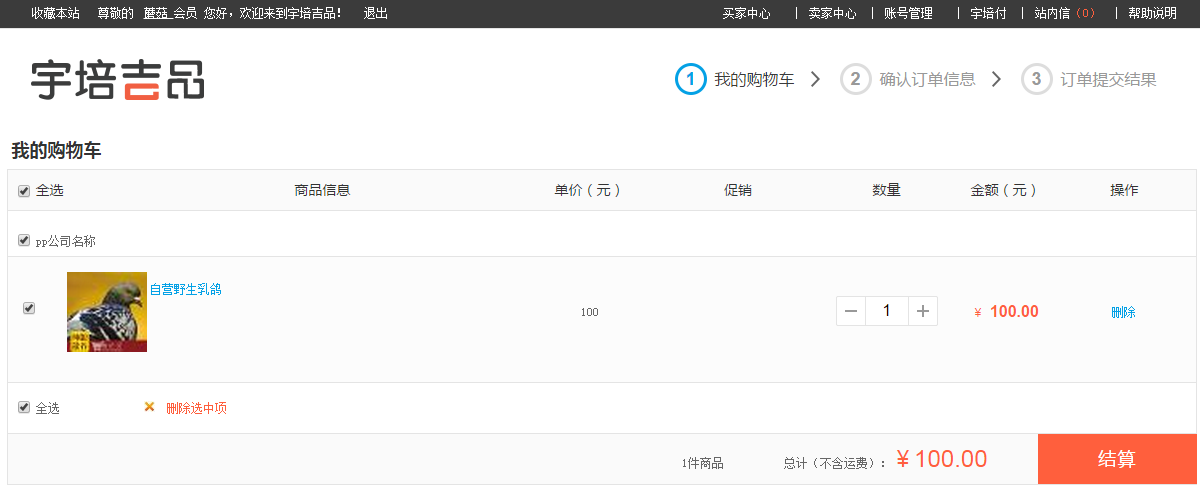 收藏本站 尊敬的 蘑菇 会员 您好，欢迎来到宇培吉品！ 退出 买家中心 | 卖家中心 | 账号管理 | 宇培付 | 站内信（0） | 帮助说明
宇培吉品 1 我的购物车 2 确认订单信息 3 订单提交结果
我的购物车
全选 商品信息 单价（元） 促销 数量 金额（元） 操作
pp公司名称
自营野生乳鸽
100 − 1 + ¥ 100.00 删除
全选 删除选中项
1件商品 总计（不含运费）： ¥100.00 结算